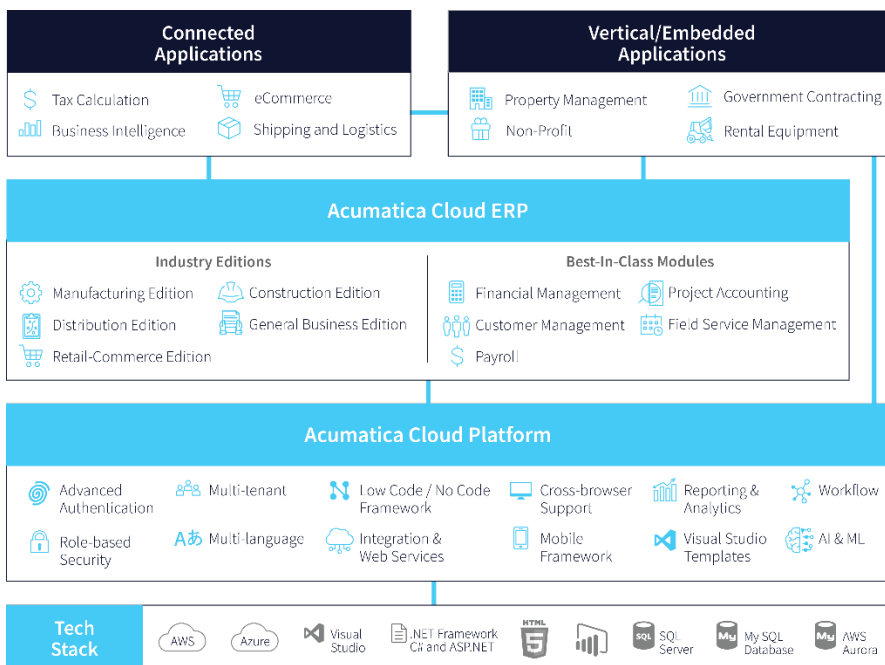 Connected
Applications
Tax Calculation
eCommerce
Business Intelligence
Shipping and Logistics
Vertical/Embedded
Applications
Property Management
Government Contracting
Non-Profit
Rental Equipment
Acumatica Cloud ERP
Industry Editions
Manufacturing Edition
Construction Edition
Distribution Edition
General Business Edition
Retail-Commerce Edition
Best-In-Class Modules
Financial Management
Project Accounting
Customer Management
Field Service Management
Payroll
Acumatica Cloud Platform
Advanced
Authentication
Multi-tenant
Low Code / No Code
Framework
Cross-browser
Support
Reporting &
Analytics
Workflow
Role-based
Security
Aあ
Multi-language
Integration &
Web Services
Mobile
Framework
Visual Studio
Templates
AI & ML
Tech
Stack
AWS
Azure
Visual
Studio
.NET Framework
C# and ASP.NET
HTML
5
SQL
SQL
Server
My
My SQL
Database
My
AWS
Aurora